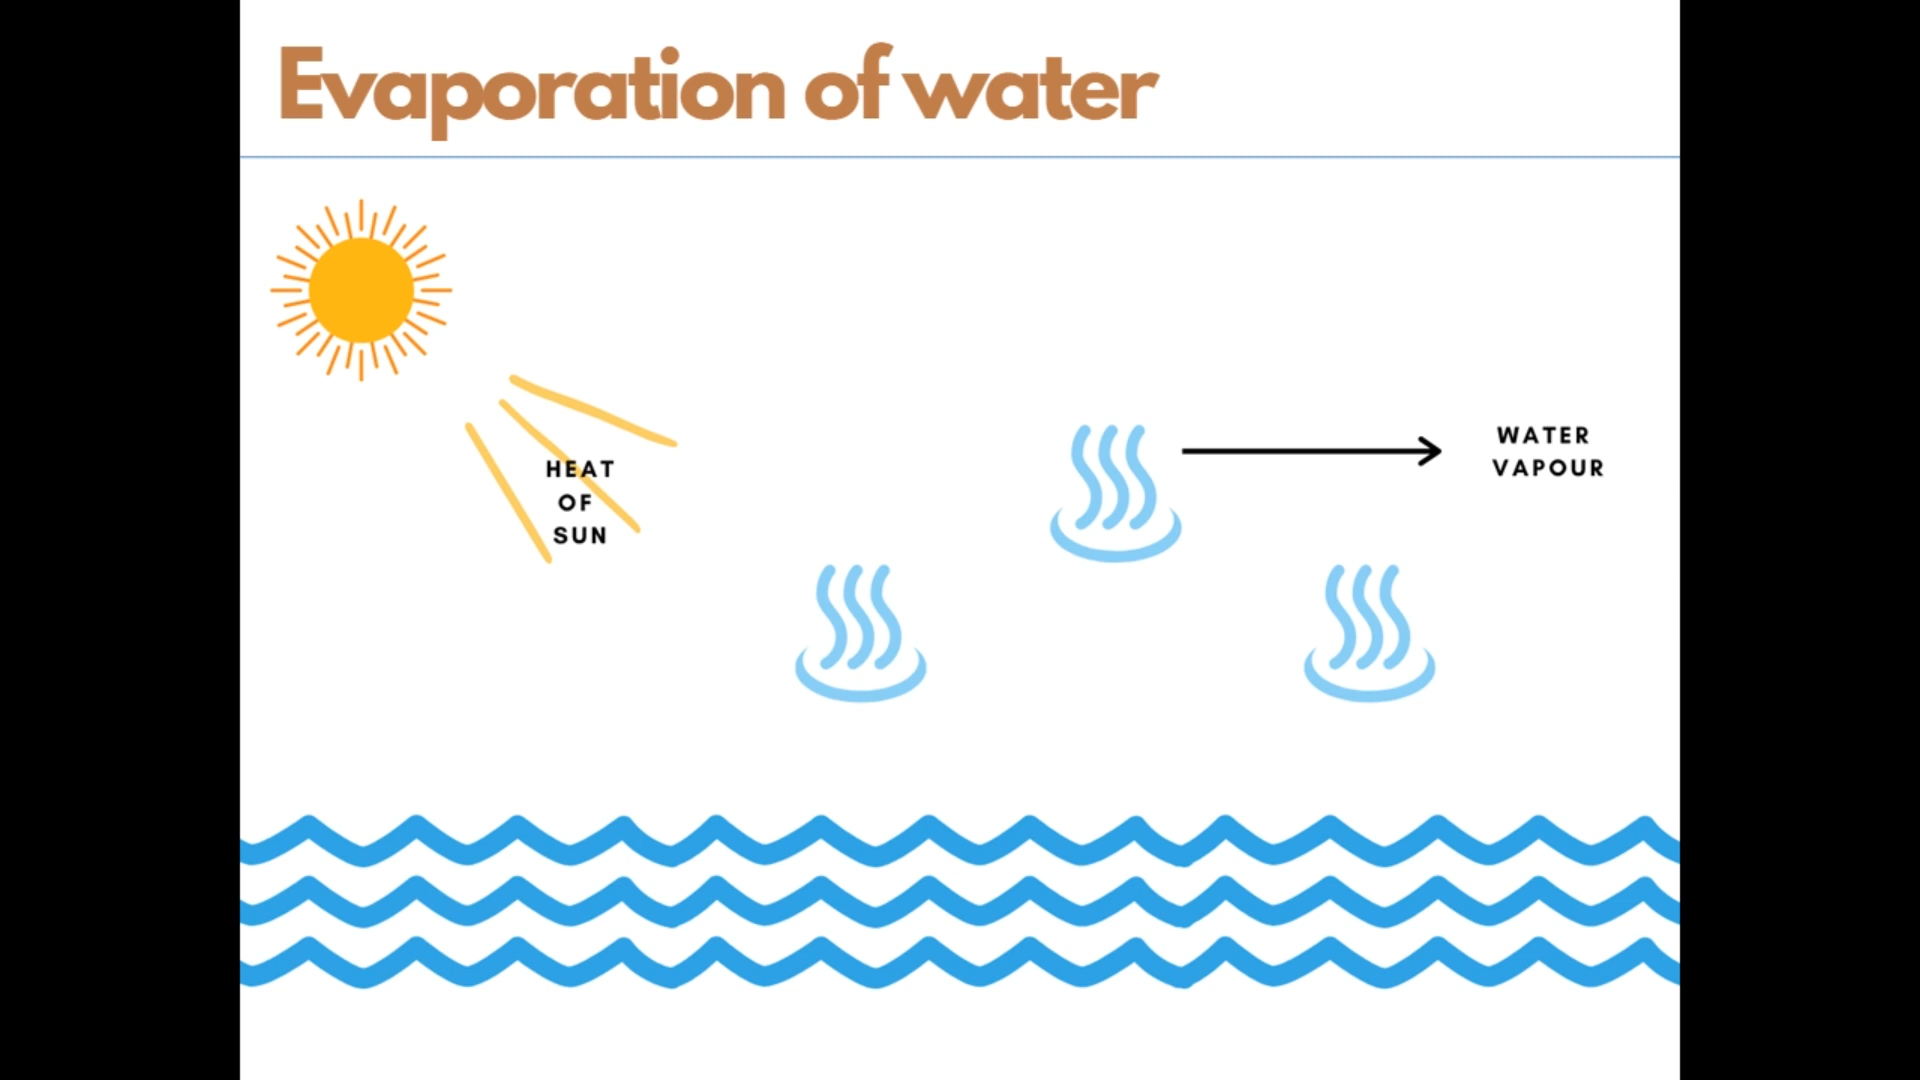 Evaporation of water
HEAT
OF
SUN
WATER
VAPOUR